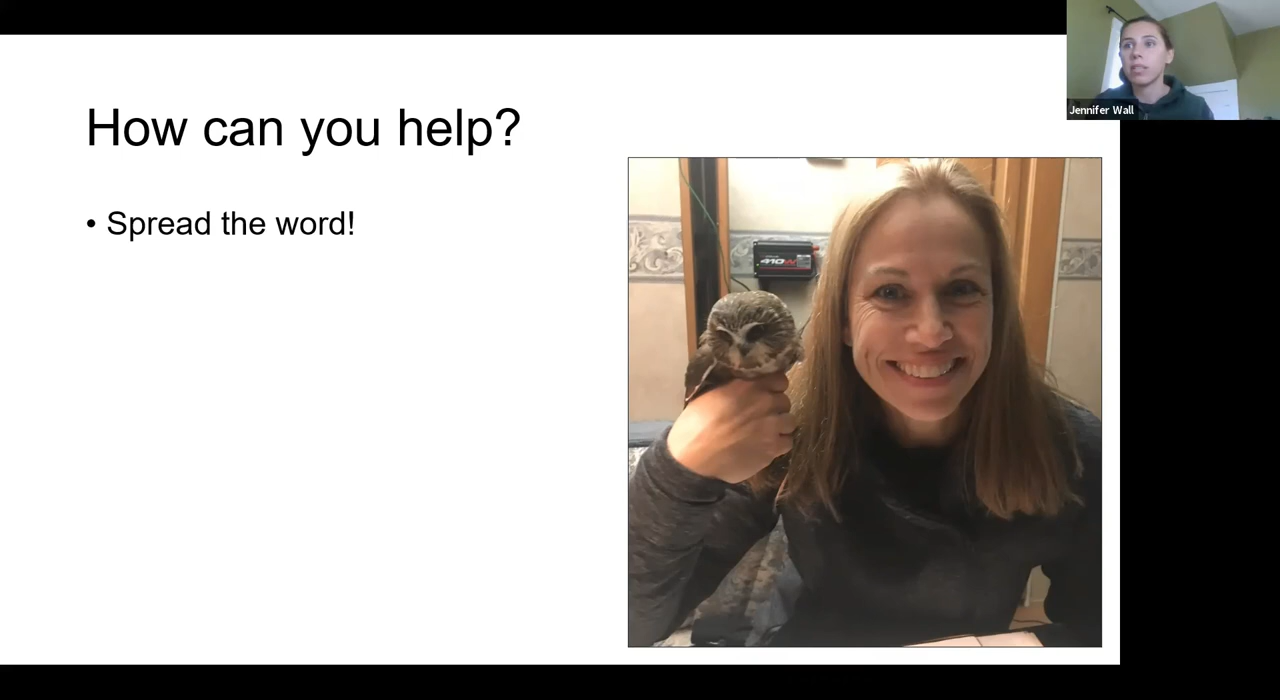 Jennifer Wall
How can you help?
• Spread the word!
410W